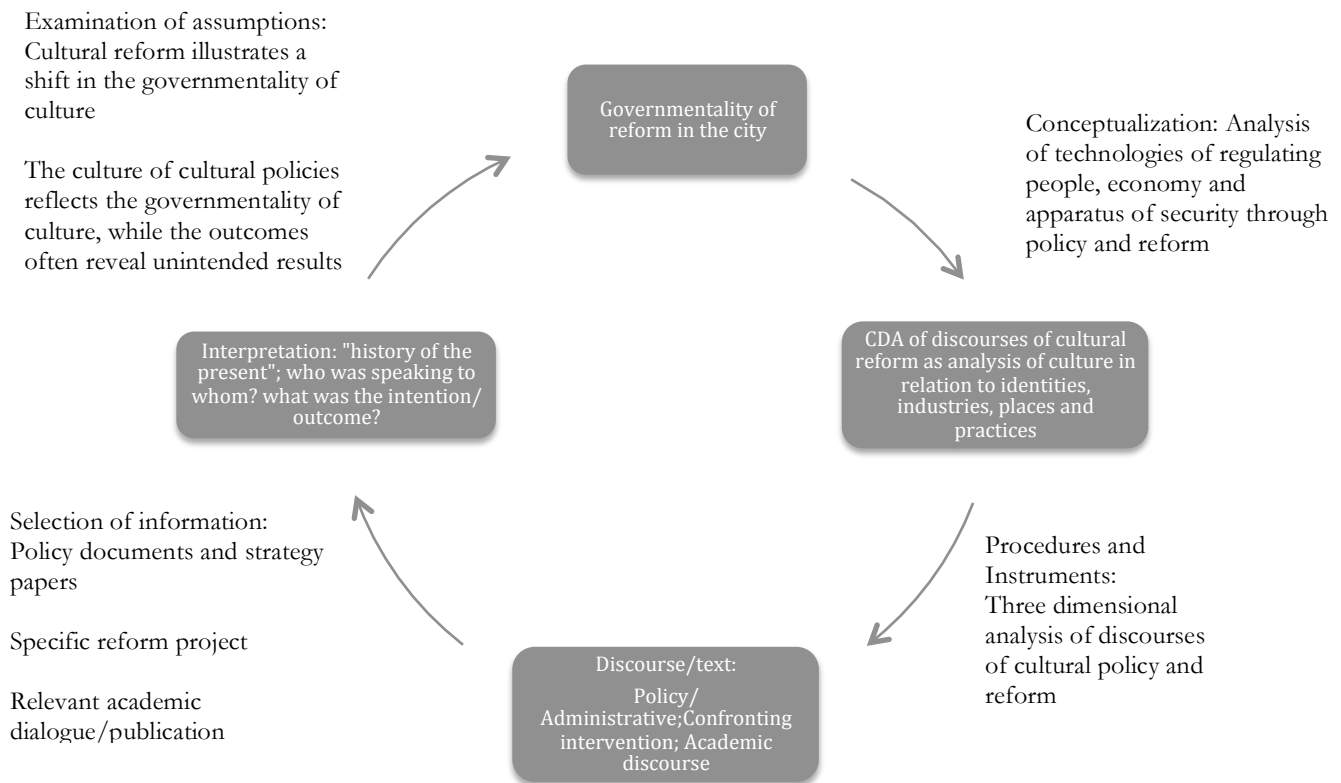 Examination of assumptions:
Cultural reform illustrates a
shift in the governmentality of
culture
The culture of cultural policies
reflects the governmentality of
culture, while the outcomes
often reveal unintended results
Governmentality of
reform in the city
Conceptualization: Analysis
of technologies of regulating
people, economy and
apparatus of security through
policy and reform
CDA of discourses of cultural
reform as analysis of culture in
relation to identities,
industries, places and
practices
Procedures and
Instruments:
Three dimensional
analysis of discourses
of cultural policy and
reform
Discourse/text:
Policy/
Administrative;Confronting
intervention; Academic
discourse
Selection of information:
Policy documents and strategy
papers
Specific reform project
Relevant academic
dialogue/publication
Interpretation: "history of the
present"; who was speaking to
whom? what was the intention/
outcome?